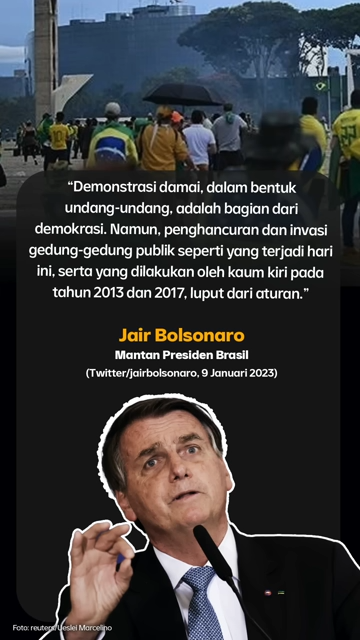 “Demonstrasi damai, dalam bentuk
undang-undang, adalah bagian dari
demokrasi. Namun, penghancuran dan invasi
gedung-gedung publik seperti yang terjadi hari
ini, serta yang dilakukan oleh kaum kiri pada
tahun 2013 dan 2017, luput dari aturan.”
Jair Bolsonaro
Mantan Presiden Brasil
(Twitter/jairbolsonaro, 9 Januari 2023)
Foto: reuters/Ueslei Marcelino